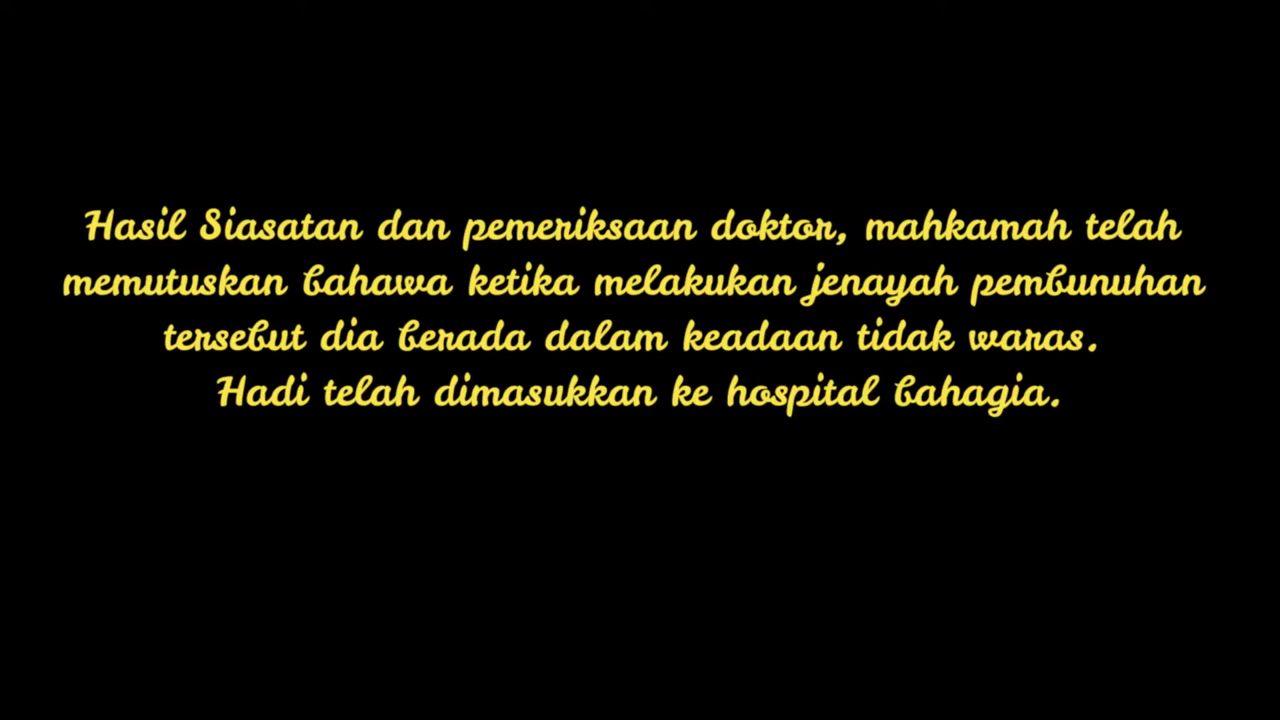 Hasil Siasatan dan pemeriksaan doktor, mahkamah telah
memutuskan bahawa ketika melakukan jenayah pembunuhan
tersebut dia berada dalam keadaan tidak waras.
Hadi telah dimasukkan ke hospital bahagia.